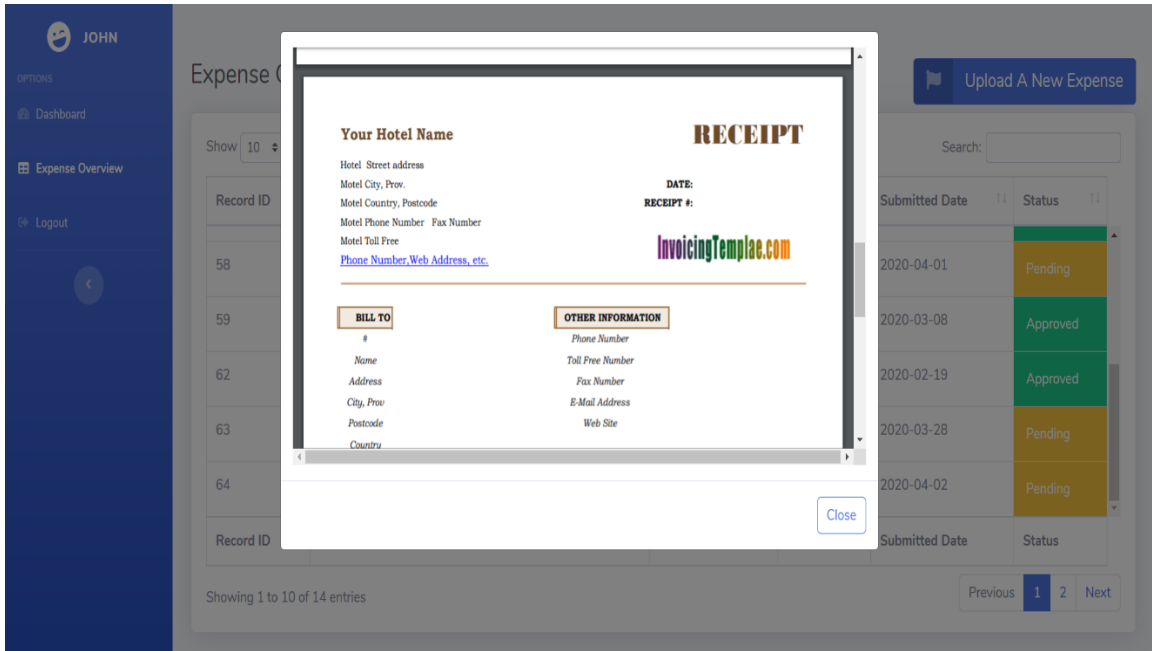 JOHN
OPTIONS
Dashboard
Expense Overview
Logout
Expense
Upload A New Expense
Show 10
Search:
Record ID
Submitted Date
Status
58
2020-04-01
Pending
59
2020-03-08
Approved
62
2020-02-19
Approved
63
2020-03-28
Pending
64
2020-04-02
Pending
Record ID
Submitted Date
Status
Showing 1 to 10 of 14 entries
Previous 1 2 Next
Your Hotel Name
RECEIPT
Hotel Street address
Motel City, Prov.
DATE:
Motel Country, Postcode
RECEIPT #:
Motel Phone Number Fax Number
Motel Toll Free
InvoicingTemplae.com
Phone Number,Web Address, etc.
BILL TO
OTHER INFORMATION
#
Phone Number
Name
Toll Free Number
Address
Fax Number
City, Prov
E-Mail Address
Postcode
Web Site
Country
Close